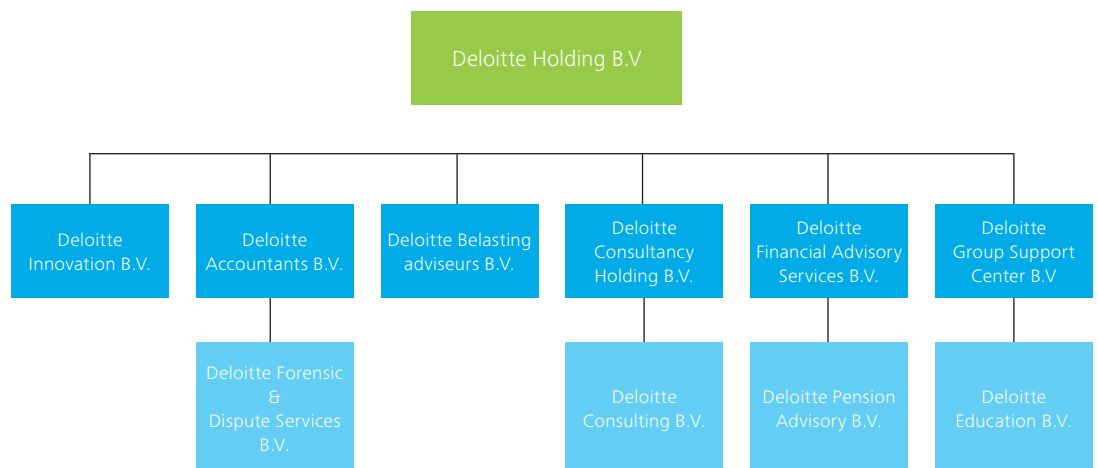 Deloitte Holding B.V
Deloitte
Innovation B.V.
Deloitte
Accountants B.V.
Deloitte Belasting
adviseurs B.V.
Deloitte
Consultancy
Holding B.V.
Deloitte
Financial Advisory
Services B.V.
Deloitte
Group Support
Center B.V
Deloitte Forensic
&
Dispute Services
B.V.
Deloitte
Consulting B.V.
Deloitte Pension
Advisory B.V.
Deloitte
Education B.V.